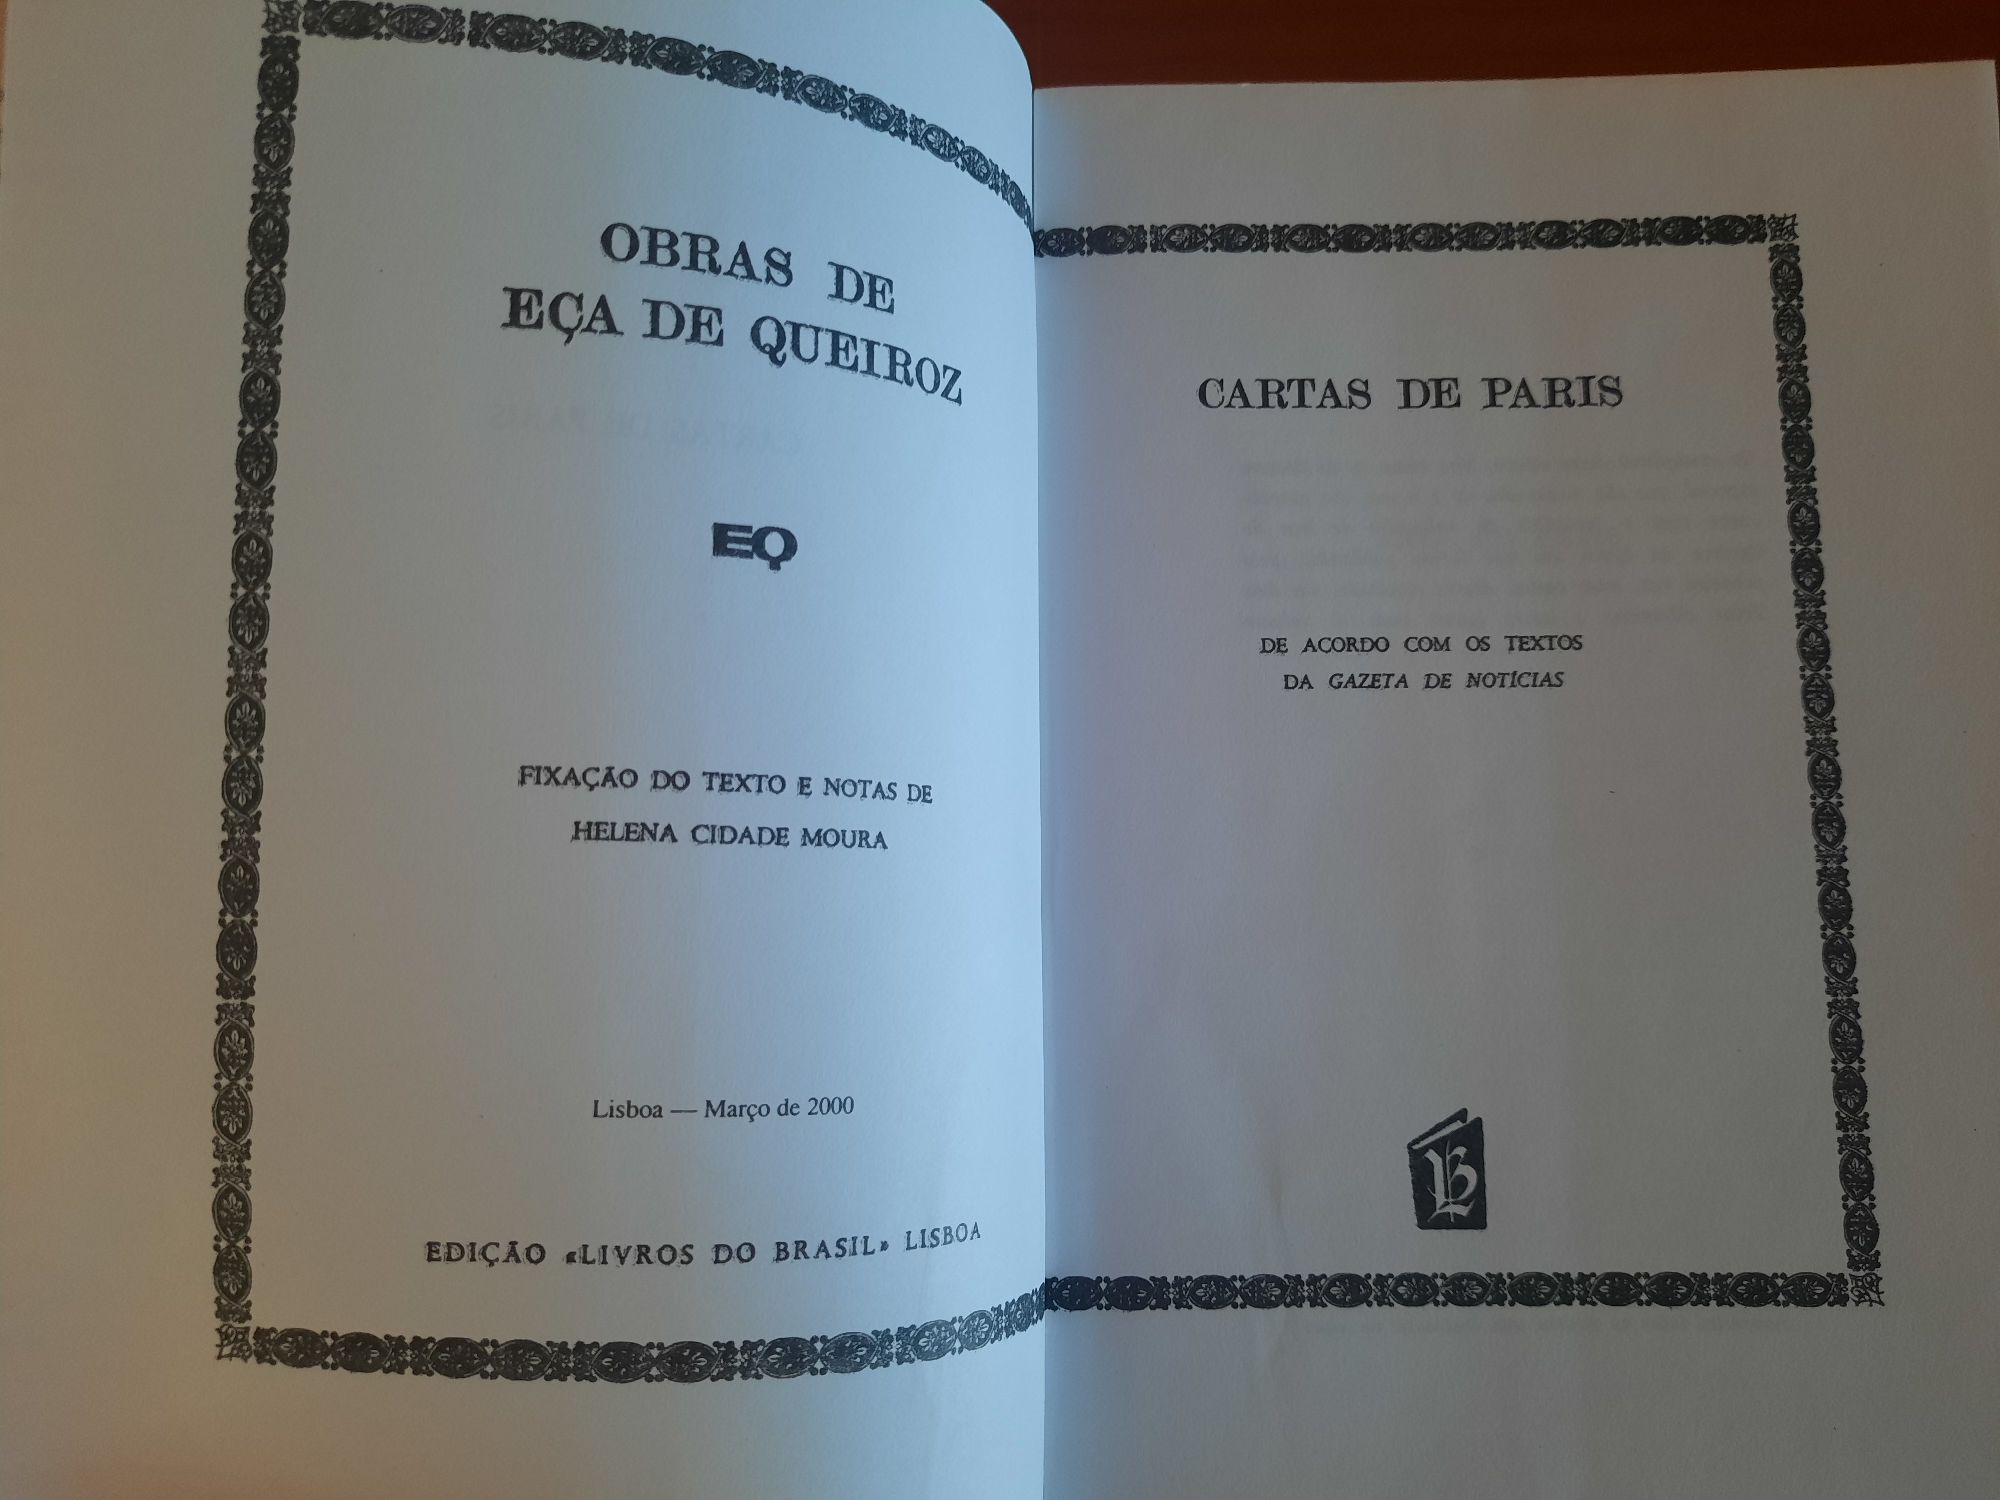 OBRAS DE
EÇA DE QUEIROZ
EQ
FIXAÇÃO DO TEXTO E NOTAS DE
HELENA CIDADE MOURA
Lisboa — Março de 2000
EDIÇÃO «LIVROS DO BRASIL» LISBOA
CARTAS DE PARIS
DE ACORDO COM OS TEXTOS
DA GAZETA DE NOTÍCIAS
LB